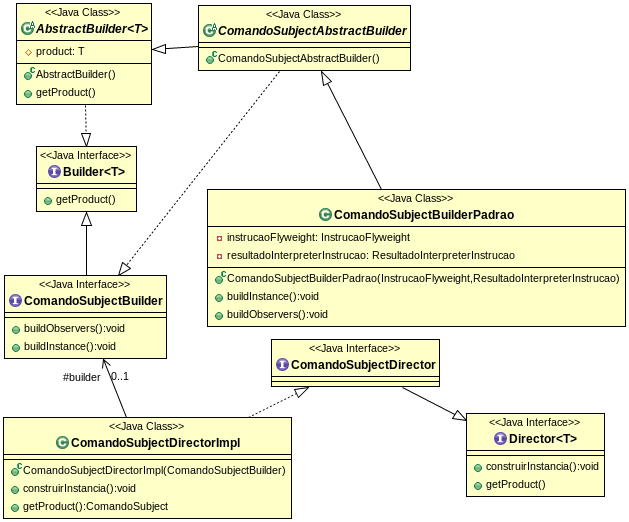 <<Java Class>>
AbstractBuilder<T>
product: T
AbstractBuilder()
getProduct()
<<Java Class>>
ComandoSubjectAbstractBuilder
ComandoSubjectAbstractBuilder()
<<Java Interface>>
Builder<T>
getProduct()
<<Java Class>>
ComandoSubjectBuilderPadrao
instrucaoFlyweight: InstrucaoFlyweight
resultadoInterpreterInstrucao: ResultadoInterpreterInstrucao
ComandoSubjectBuilderPadrao(InstrucaoFlyweight,ResultadoInterpreterInstrucao)
buildInstance():void
buildObservers():void
<<Java Interface>>
ComandoSubjectBuilder
buildObservers():void
buildInstance():void
#builder 0..1
<<Java Interface>>
ComandoSubjectDirector
<<Java Class>>
ComandoSubjectDirectorImpl
ComandoSubjectDirectorImpl(ComandoSubjectBuilder)
construirInstancia():void
getProduct():ComandoSubject
<<Java Interface>>
Director<T>
construirInstancia():void
getProduct()